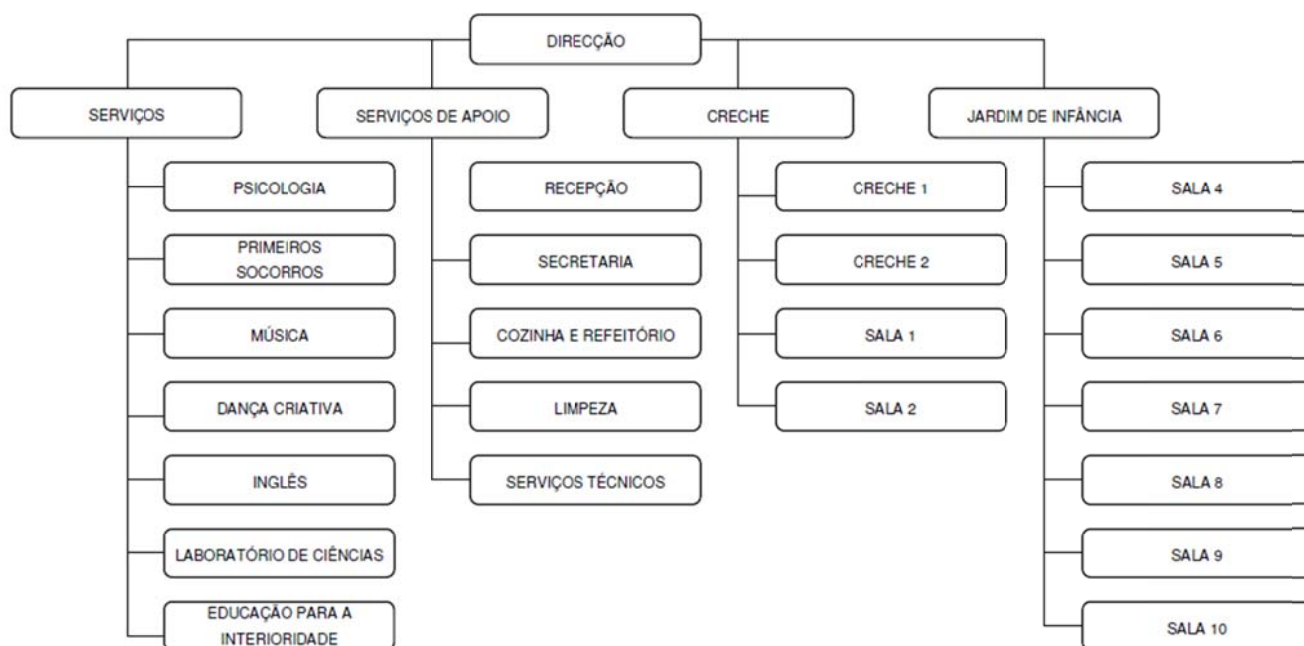 DIRECÇÃO
SERVIÇOS
SERVIÇOS DE APOIO
CRECHE
JARDIM DE INFÂNCIA
PSICOLOGIA
PRIMEIROS
SOCORROS
MÚSICA
DANÇA CRIATIVA
INGLÊS
LABORATÓRIO DE CIÊNCIAS
EDUCAÇÃO PARA A
INTERIORIDADE
RECEPÇÃO
SECRETARIA
COZINHA E REFEITÓRIO
LIMPEZA
SERVIÇOS TÉCNICOS
CRECHE 1
CRECHE 2
SALA 1
SALA 2
SALA 4
SALA 5
SALA 6
SALA 7
SALA 8
SALA 9
SALA 10